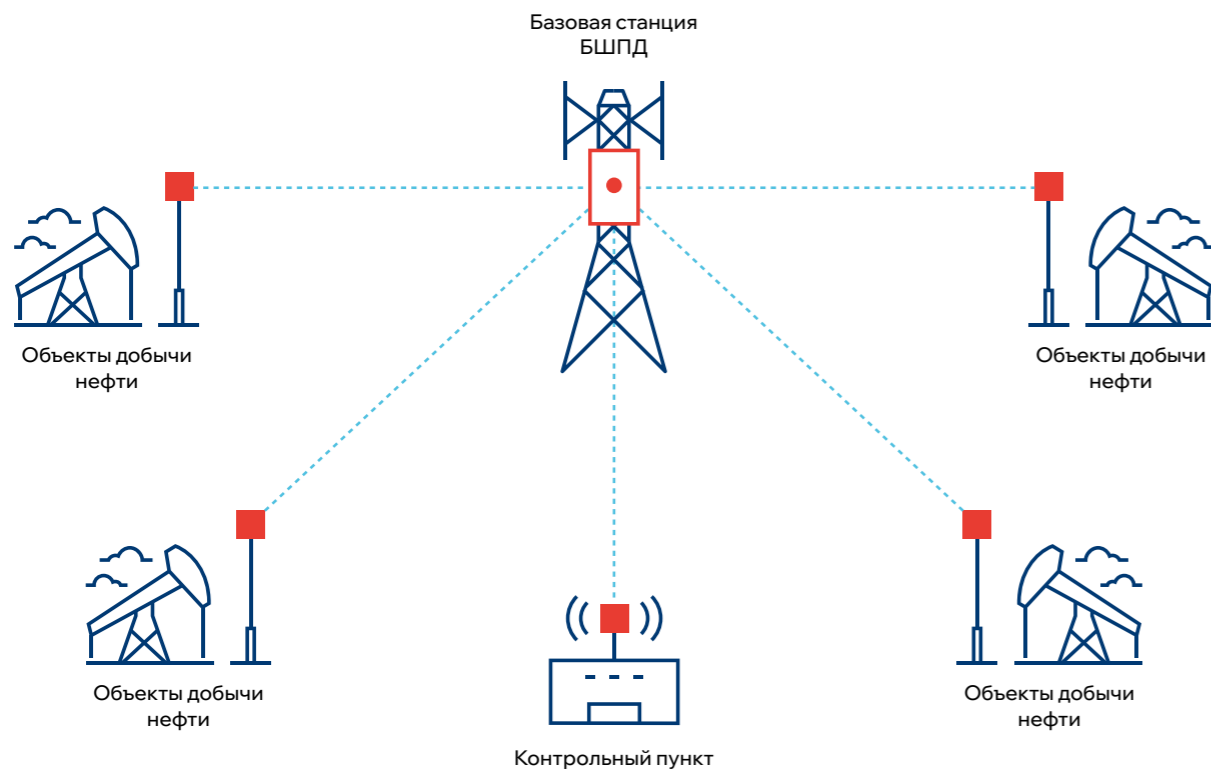 Базовая станция
БШПД
Объекты добычи
нефти
Объекты добычи
нефти
Объекты добычи
нефти
Объекты добычи
нефти
Контрольный пункт